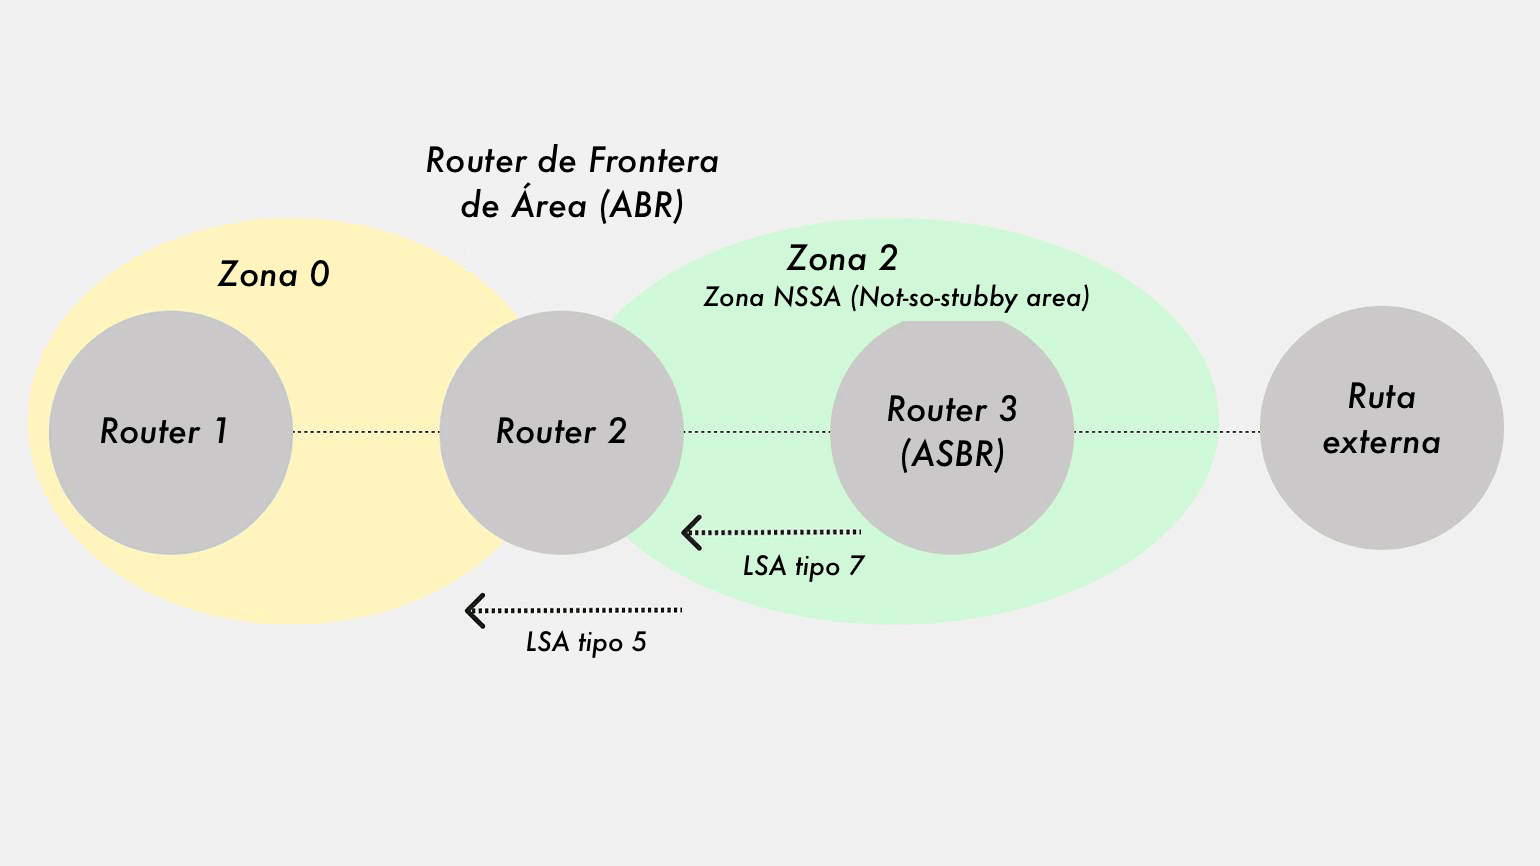 Router de Frontera
de Área (ABR)
Zona 0
Zona 2
Zona NSSA (Not-so-stubby area)
Router 1
Router 2
Router 3
(ASBR)
Ruta
externa
LSA tipo 7
LSA tipo 5